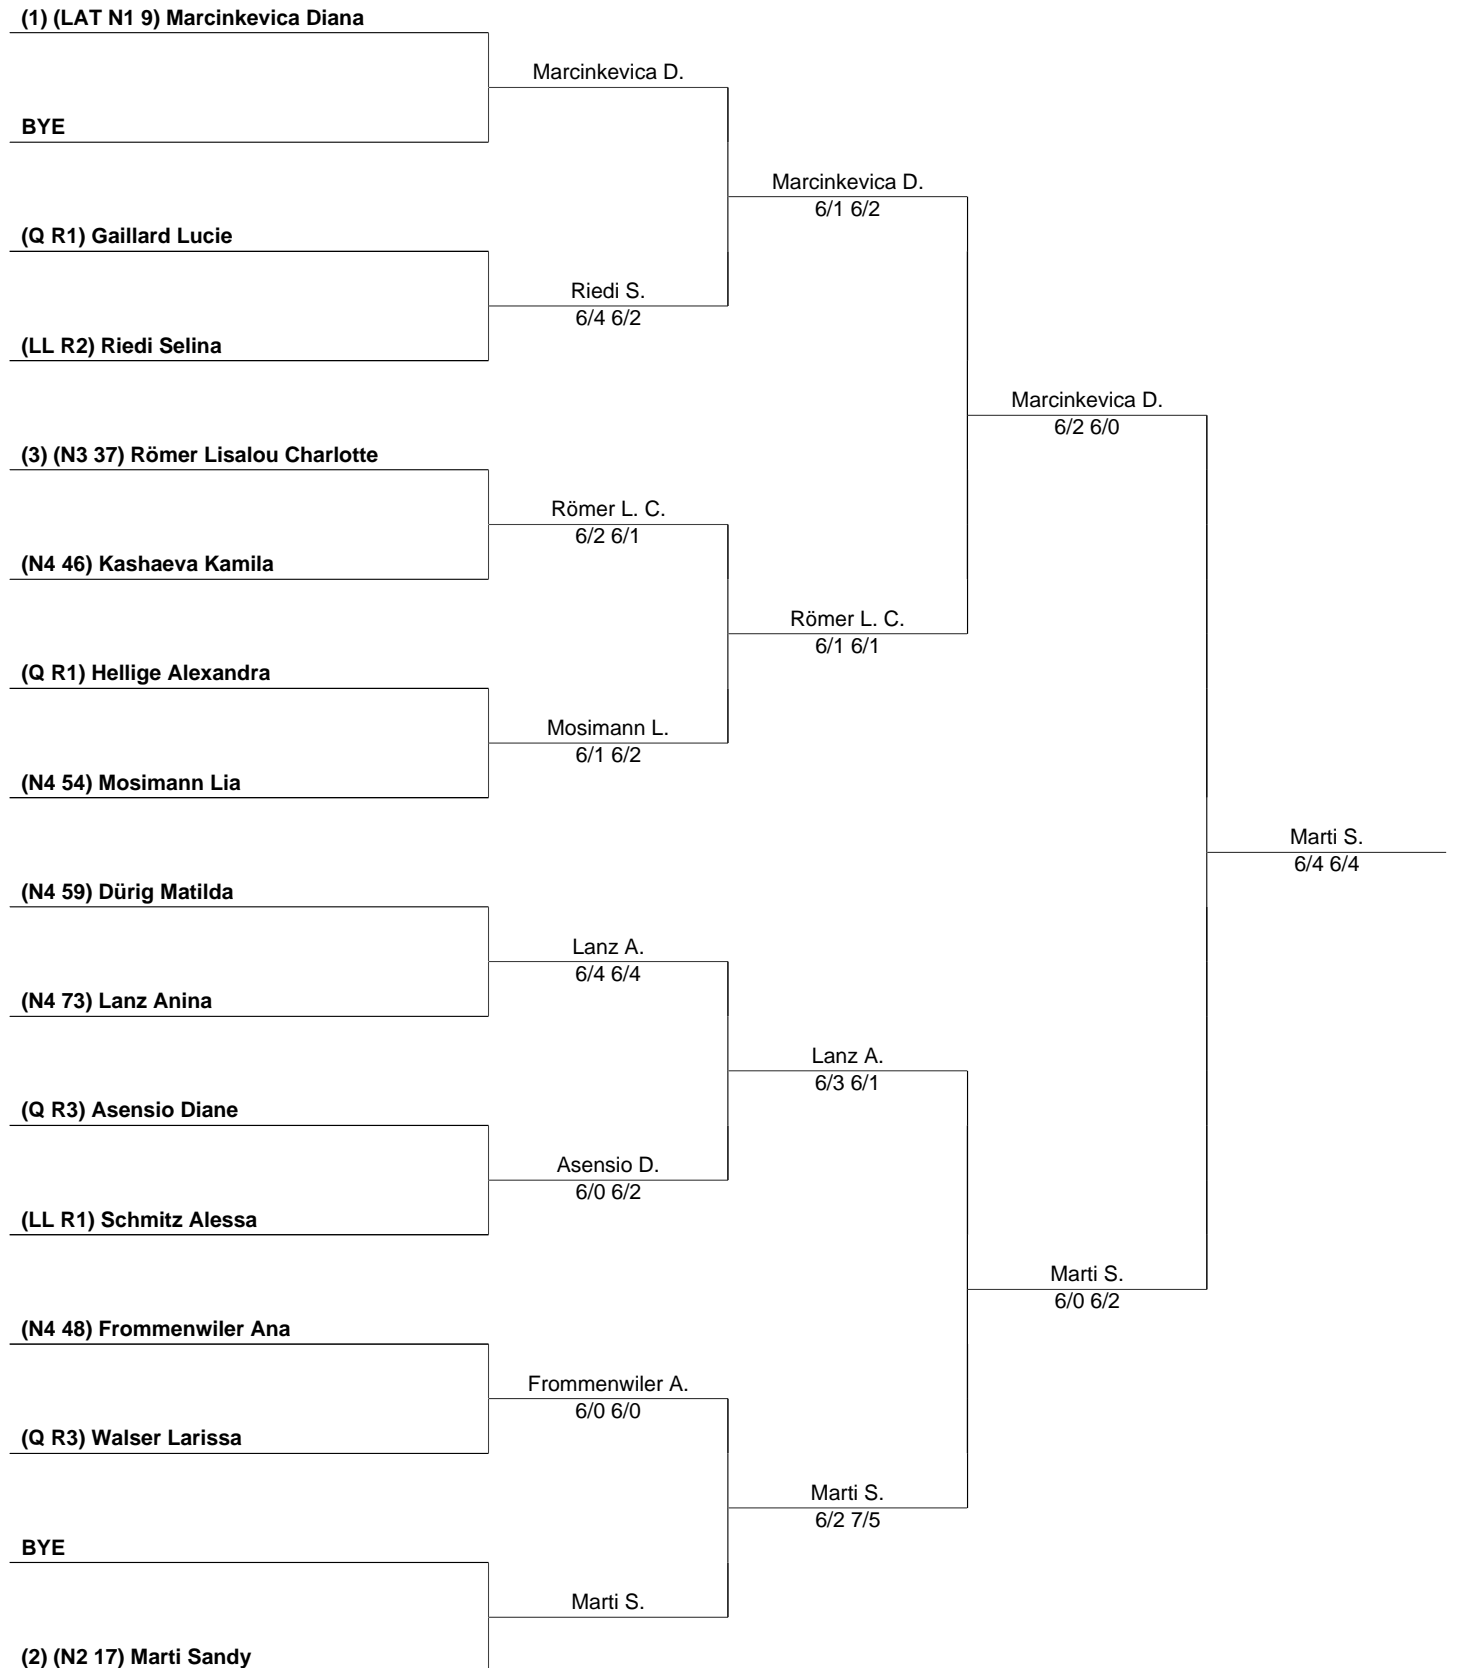 (1) (LAT N1 9) Marcinkevica Diana
Marcinkevica D.
BYE
Marcinkevica D.
6/1 6/2
(Q R1) Gaillard Lucie
Riedi S.
6/4 6/2
(LL R2) Riedi Selina
Marcinkevica D.
6/2 6/0
(3) (N3 37) Römer Lisalou Charlotte
Römer L. C.
6/2 6/1
(N4 46) Kashaeva Kamila
Römer L. C.
6/1 6/1
(Q R1) Hellige Alexandra
Mosimann L.
6/1 6/2
(N4 54) Mosimann Lia
Marti S.
6/4 6/4
(N4 59) Dürig Matilda
Lanz A.
6/4 6/4
(N4 73) Lanz Anina
Lanz A.
6/3 6/1
(Q R3) Asensio Diane
Asensio D.
6/0 6/2
(LL R1) Schmitz Alessa
Marti S.
6/0 6/2
(N4 48) Frommenwiler Ana
Frommenwiler A.
6/0 6/0
(Q R3) Walser Larissa
Marti S.
6/2 7/5
BYE
Marti S.
(2) (N2 17) Marti Sandy